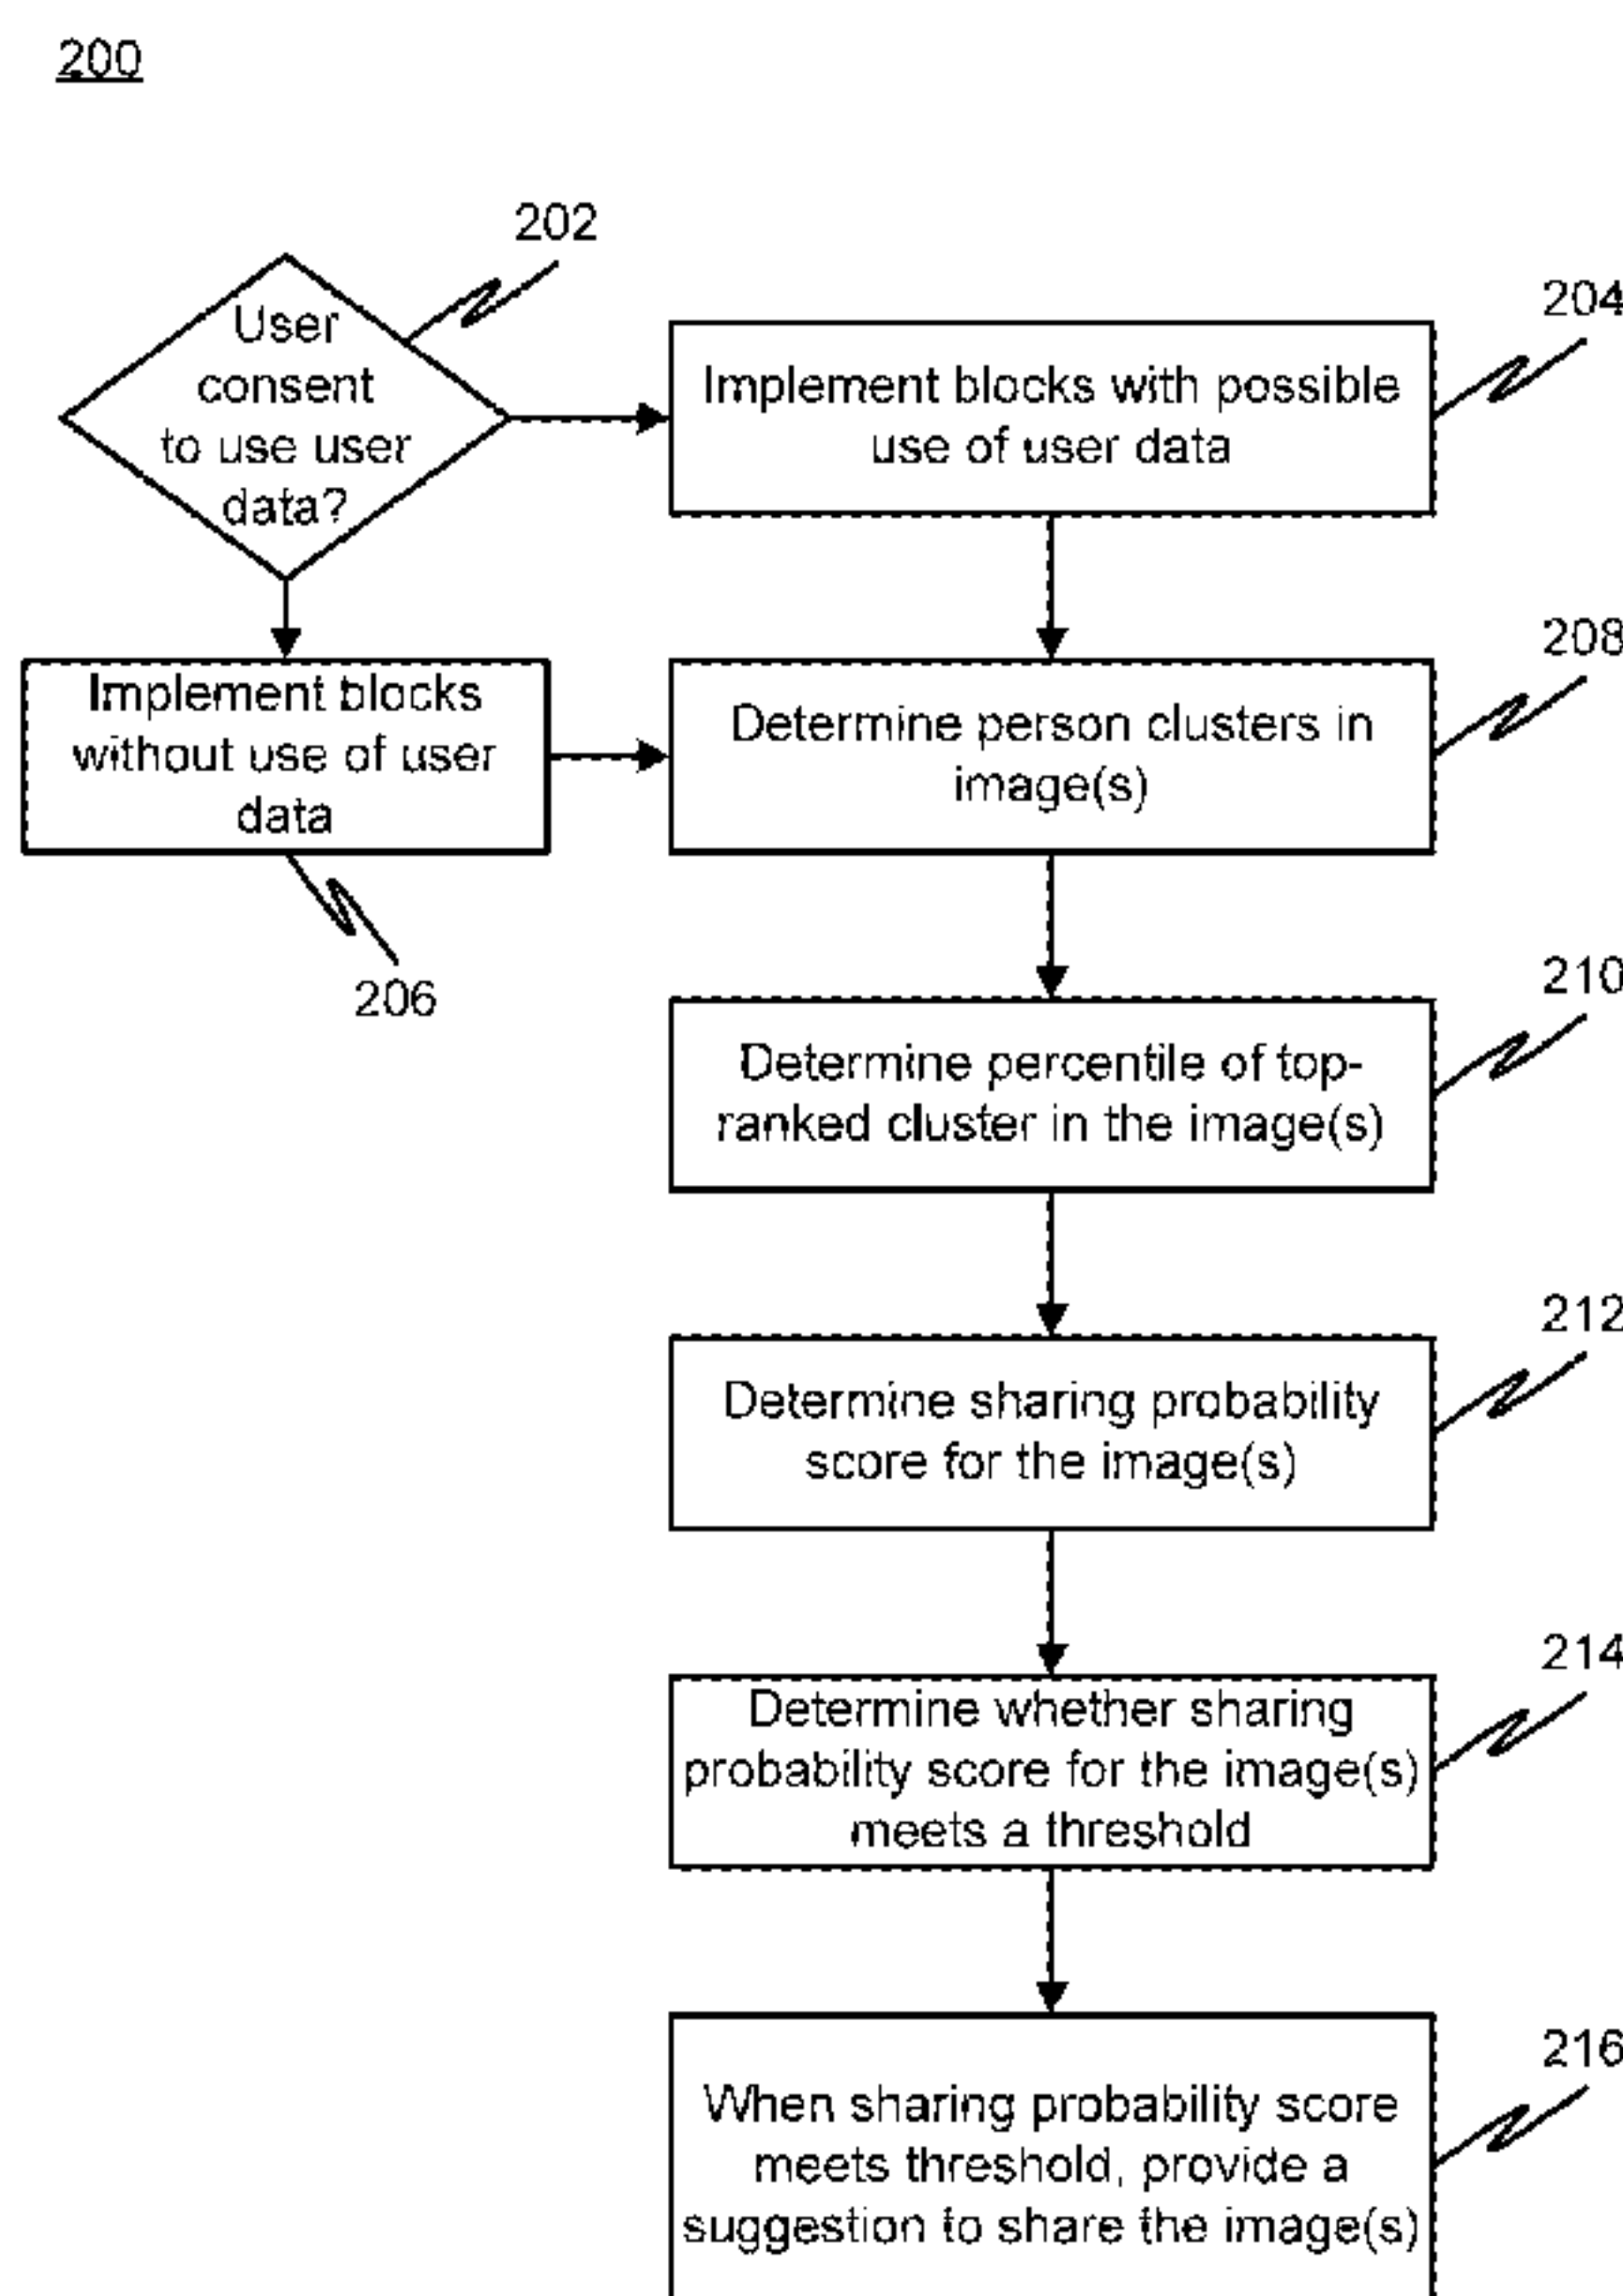 200
202
User
consent
to use user
data?
204
Implement blocks with possible
use of user data
Implement blocks
without use of user
data
206
208
Determine person clusters in
image(s)
210
Determine percentile of top-
ranked cluster in the image(s)
212
Determine sharing probability
score for the image(s)
214
Determine whether sharing
probability score for the image(s)
meets a threshold
216
When sharing probability score
meets threshold, provide a
suggestion to share the image(s)